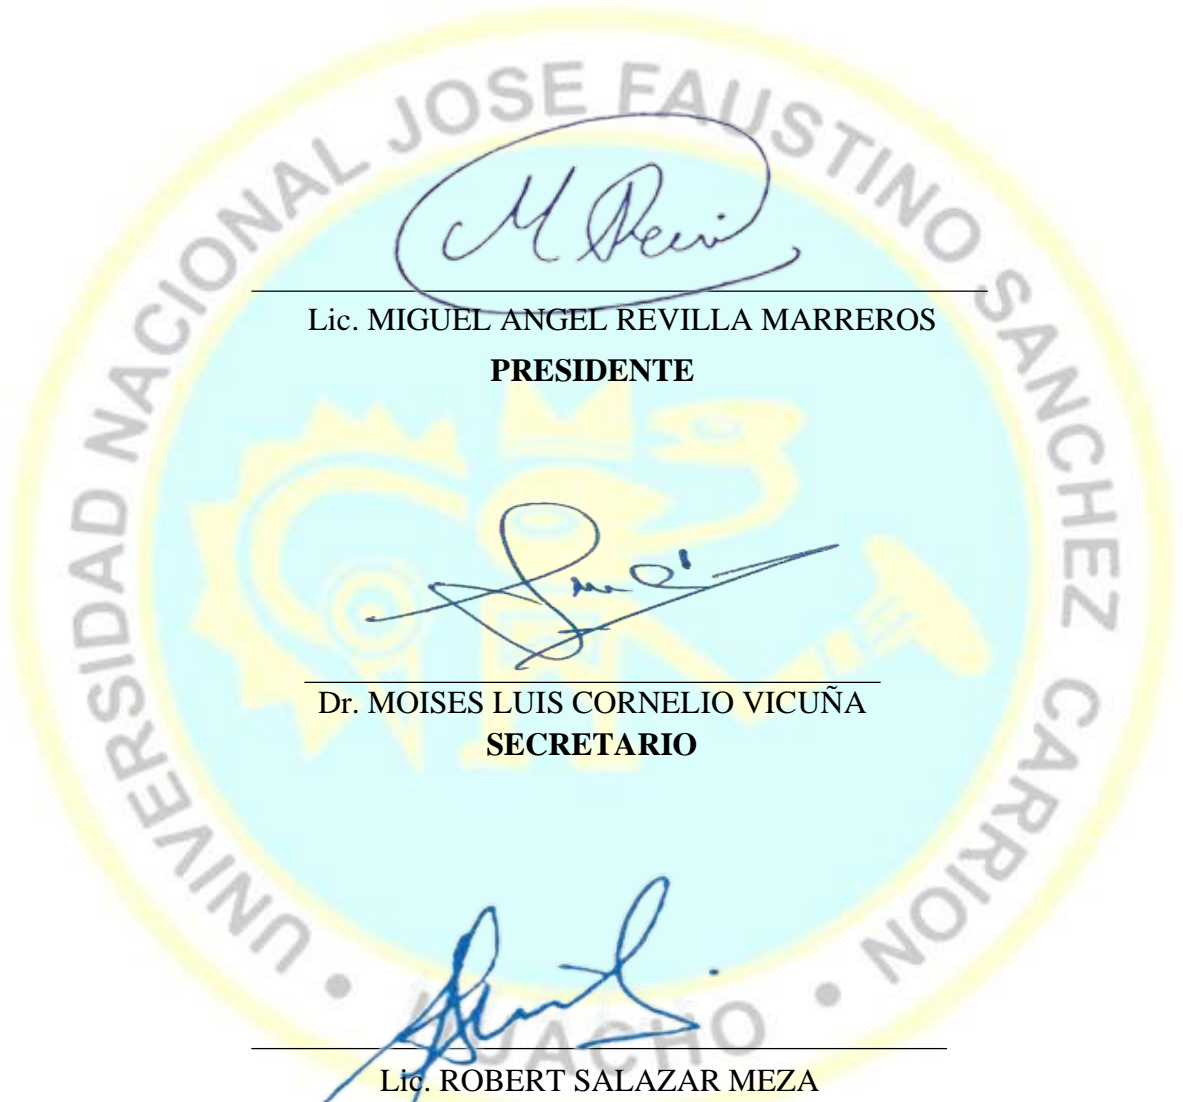 UNIVERSIDAD NACIONAL JOSE FAUSTINO SANCHEZ CARRION • HUACHO •
Lic. MIGUEL ANGEL REVILLA MARREROS
PRESIDENTE
Dr. MOISES LUIS CORNELIO VICUÑA
SECRETARIO
Lic. ROBERT SALAZAR MEZA